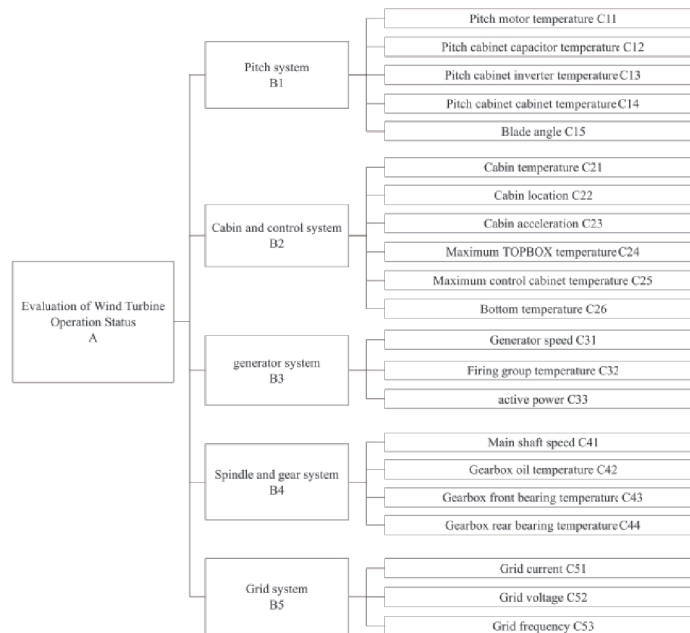 Evaluation of Wind Turbine
Operation Status
A
Pitch system
B1
Pitch motor temperature C11
Pitch cabinet capacitor temperature C12
Pitch cabinet inverter temperature C13
Pitch cabinet cabinet temperature C14
Blade angle C15
Cabin and control system
B2
Cabin temperature C21
Cabin location C22
Cabin acceleration C23
Maximum TOPBOX temperature C24
Maximum control cabinet temperature C25
Bottom temperature C26
generator system
B3
Generator speed C31
Firing group temperature C32
active power C33
Spindle and gear system
B4
Main shaft speed C41
Gearbox oil temperature C42
Gearbox front bearing temperature C43
Gearbox rear bearing temperature C44
Grid system
B5
Grid current C51
Grid voltage C52
Grid frequency C53